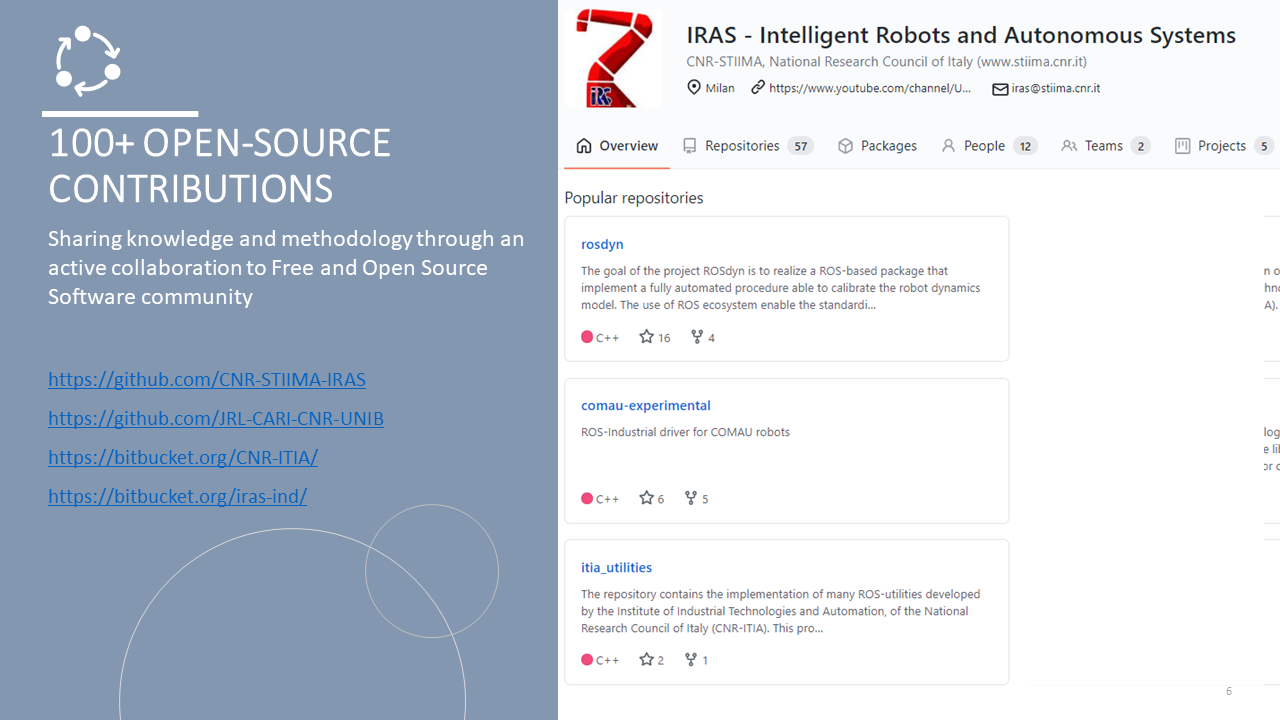 100+ OPEN-SOURCE
CONTRIBUTIONS
Sharing knowledge and methodology through an
active collaboration to Free and Open Source
Software community
https://github.com/CNR-STIIMA-IRAS
https://github.com/JRL-CARI-CNR-UNIB
https://bitbucket.org/CNR-ITIA/
https://bitbucket.org/iras-ind/
IRAS
IRAS - Intelligent Robots and Autonomous Systems
CNR-STIIMA, National Research Council of Italy (www.stiima.cnr.it)
Milan https://www.youtube.com/channel/U... iras@stiima.cnr.it
Overview Repositories 57 Packages People 12 Teams 2 Projects 5
Popular repositories
rosdyn
The goal of the project ROSdyn is to realize a ROS-based package that
implement a fully automated procedure able to calibrate the robot dynamics
model. The use of ROS ecosystem enable the standardi...
C++ 16 4
comau-experimental
ROS-Industrial driver for COMAU robots
C++ 6 5
itia_utilities
The repository contains the implementation of many ROS-utilities developed
by the Institute of Industrial Technologies and Automation, of the National
Research Council of Italy (CNR-ITIA). This pro...
C++ 2 1
6